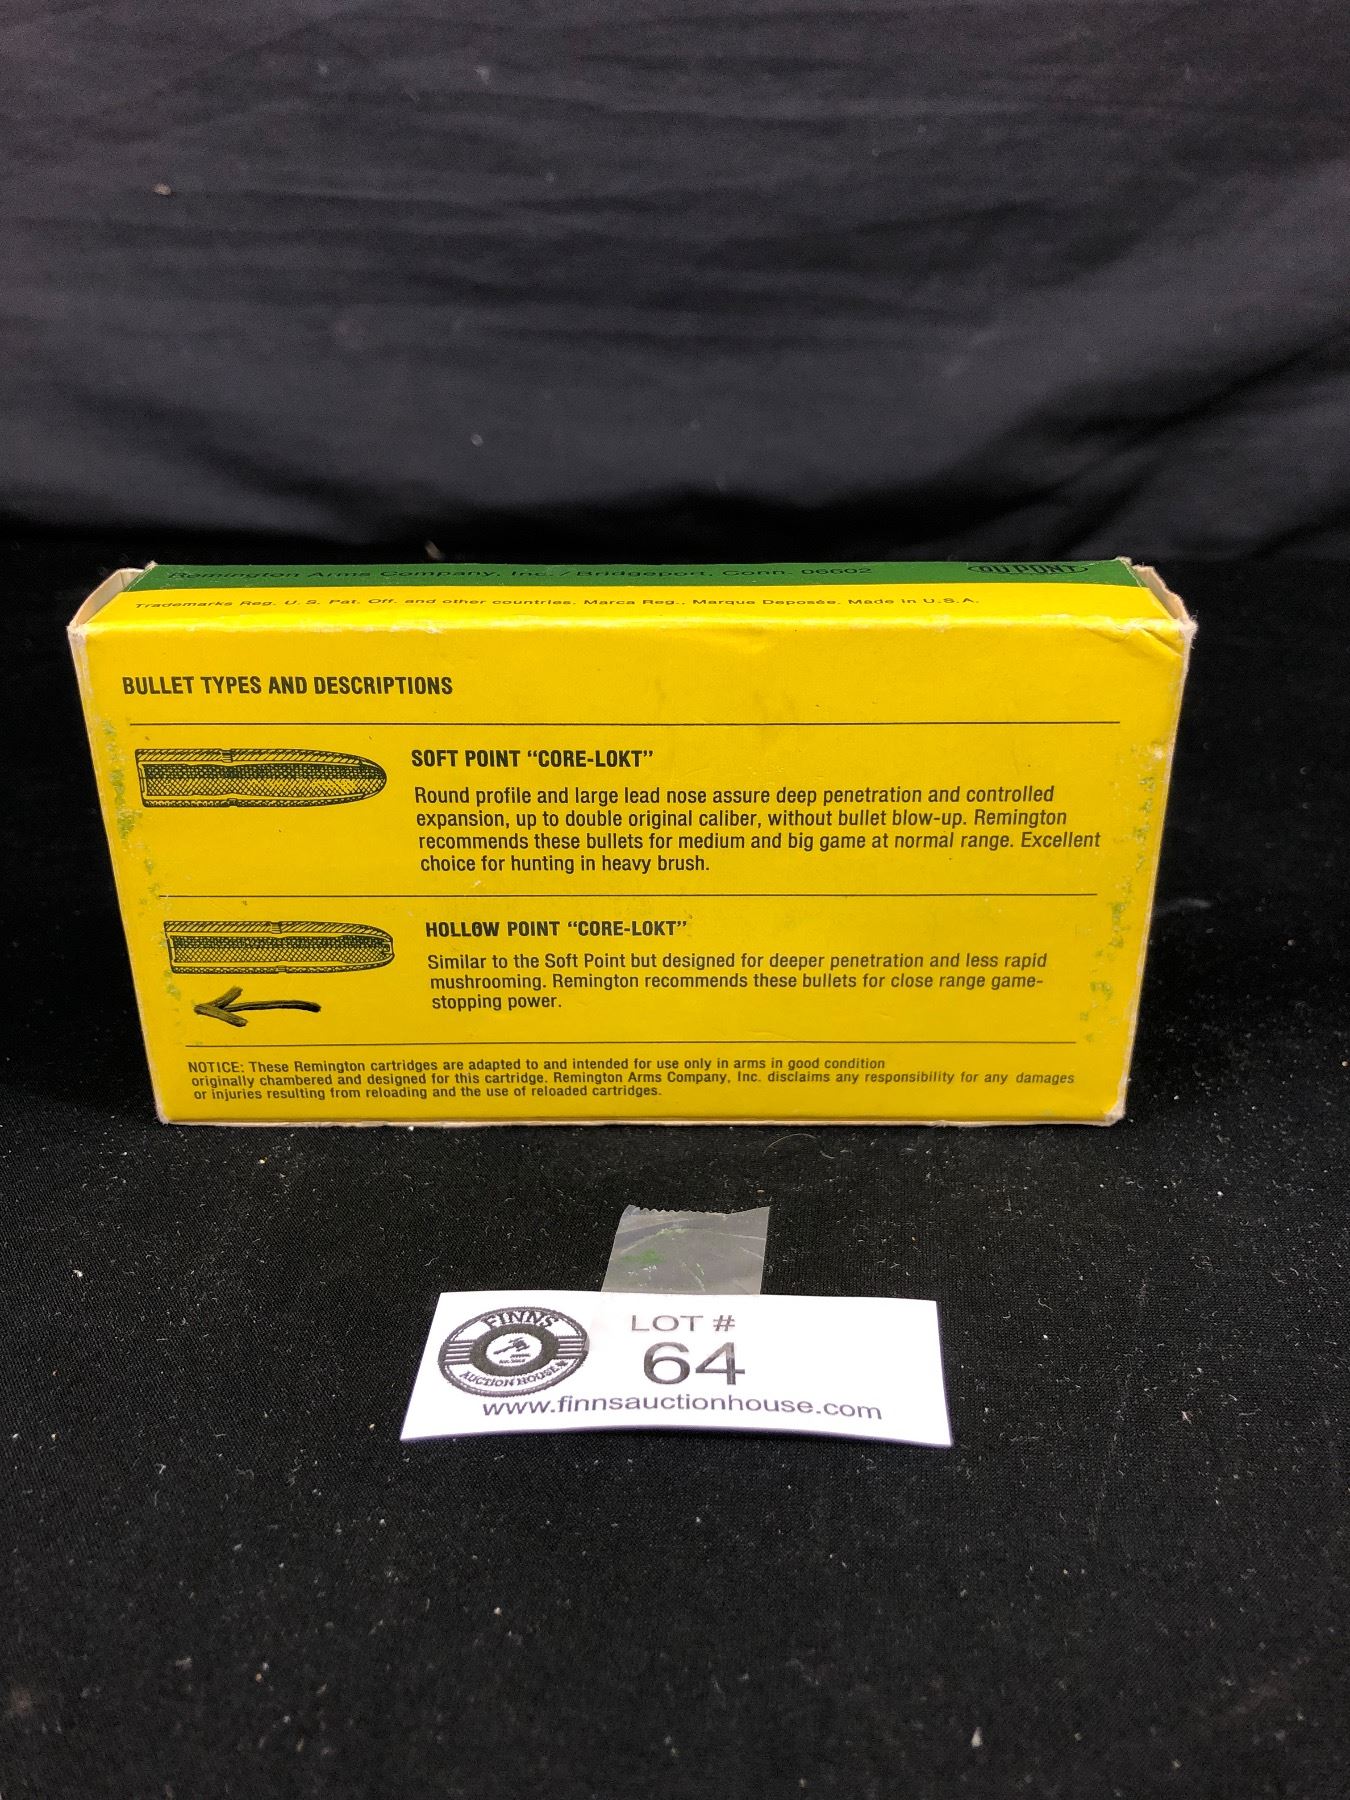 Remington Arms Company, Inc. / Bridgeport, Conn. 06602
DU PONT
Trademarks Reg. U. S. Pat. Off. and other countries. Marca Reg., Marque Deposée. Made in U.S.A.
BULLET TYPES AND DESCRIPTIONS
SOFT POINT “CORE-LOKT”
Round profile and large lead nose assure deep penetration and controlled
expansion, up to double original caliber, without bullet blow-up. Remington
recommends these bullets for medium and big game at normal range. Excellent
choice for hunting in heavy brush.
HOLLOW POINT “CORE-LOKT”
Similar to the Soft Point but designed for deeper penetration and less rapid
mushrooming. Remington recommends these bullets for close range game-
stopping power.
NOTICE: These Remington cartridges are adapted to and intended for use only in arms in good condition
originally chambered and designed for this cartridge. Remington Arms Company, Inc. disclaims any responsibility for any damages
or injuries resulting from reloading and the use of reloaded cartridges.
FINNS
AUCTION HOUSE
LOT #
64
www.finnsauctionhouse.com